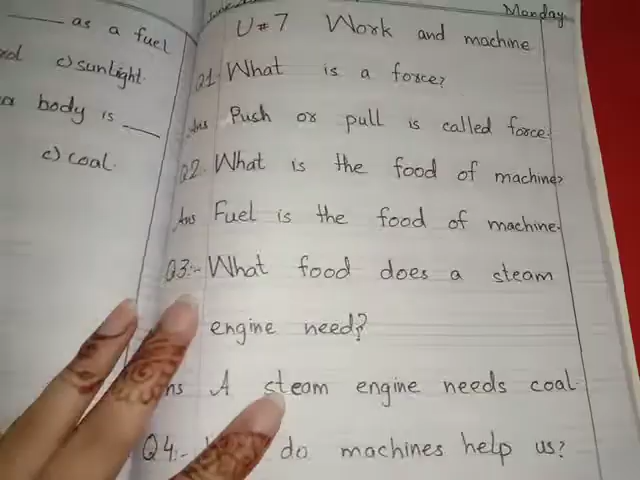 _____ as a fuel
c) sunlight.
body is ___
c) coal.
Monday
U#7 Work and machine
Q1. What is a force?
Ans Push or pull is called force.
Q2. What is the food of machine?
Ans Fuel is the food of machine.
Q3:- What food does a steam
engine need?
A steam engine needs coal
Q4:- do machines help us?